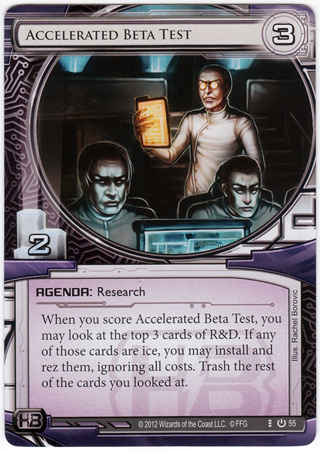 Accelerated Beta Test
3
2
AGENDA: Research
When you score Accelerated Beta Test, you
may look at the top 3 cards of R&D. If any
of those cards are ice, you may install and
rez them, ignoring all costs. Trash the rest
of the cards you looked at.
Illus. Rachel Borovic
HB
© 2012 Wizards of the Coast LLC. © FFG
55